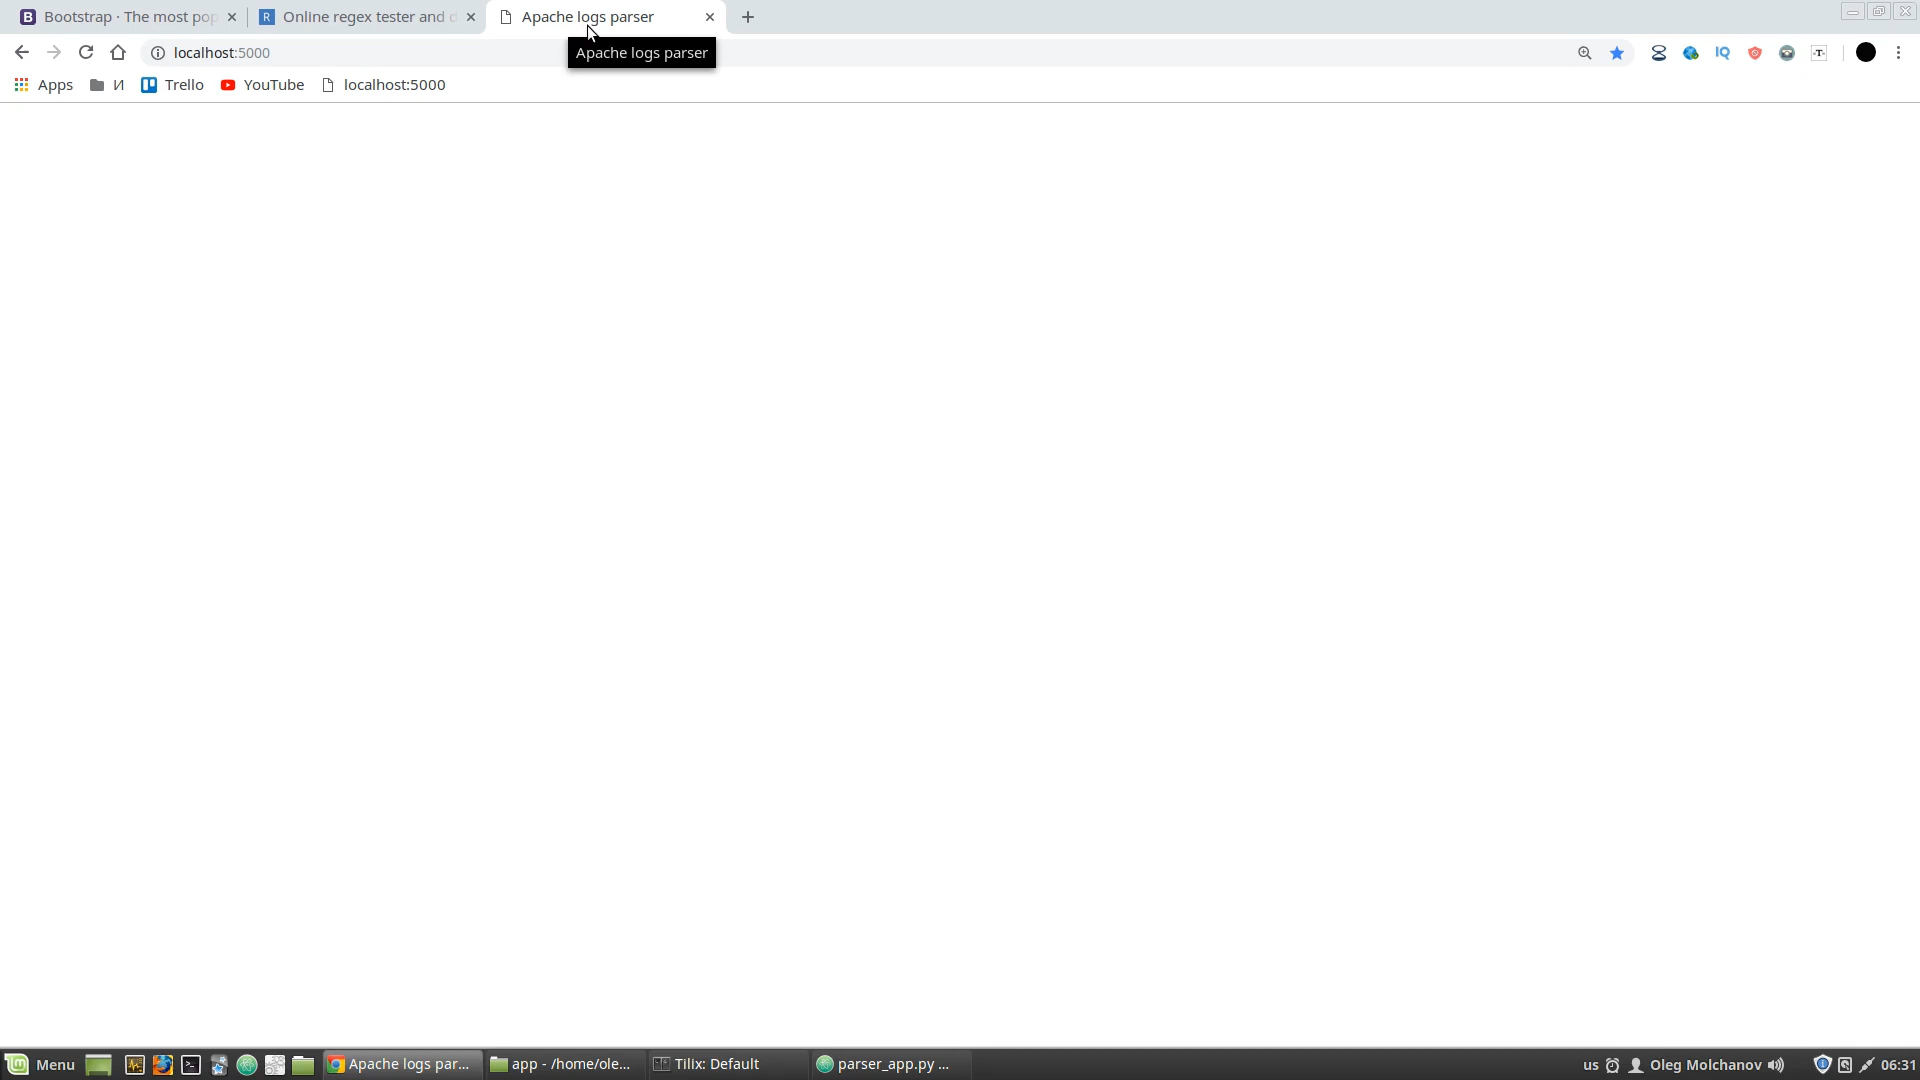 Bootstrap · The most pop
Online regex tester and d
Apache logs parser
localhost:5000
Apache logs parser
IQ
-T-
Apps
И
Trello
YouTube
localhost:5000
Menu
Apache logs par...
app - /home/ole...
Tilix: Default
parser_app.py ...
us
Oleg Molchanov
06:31